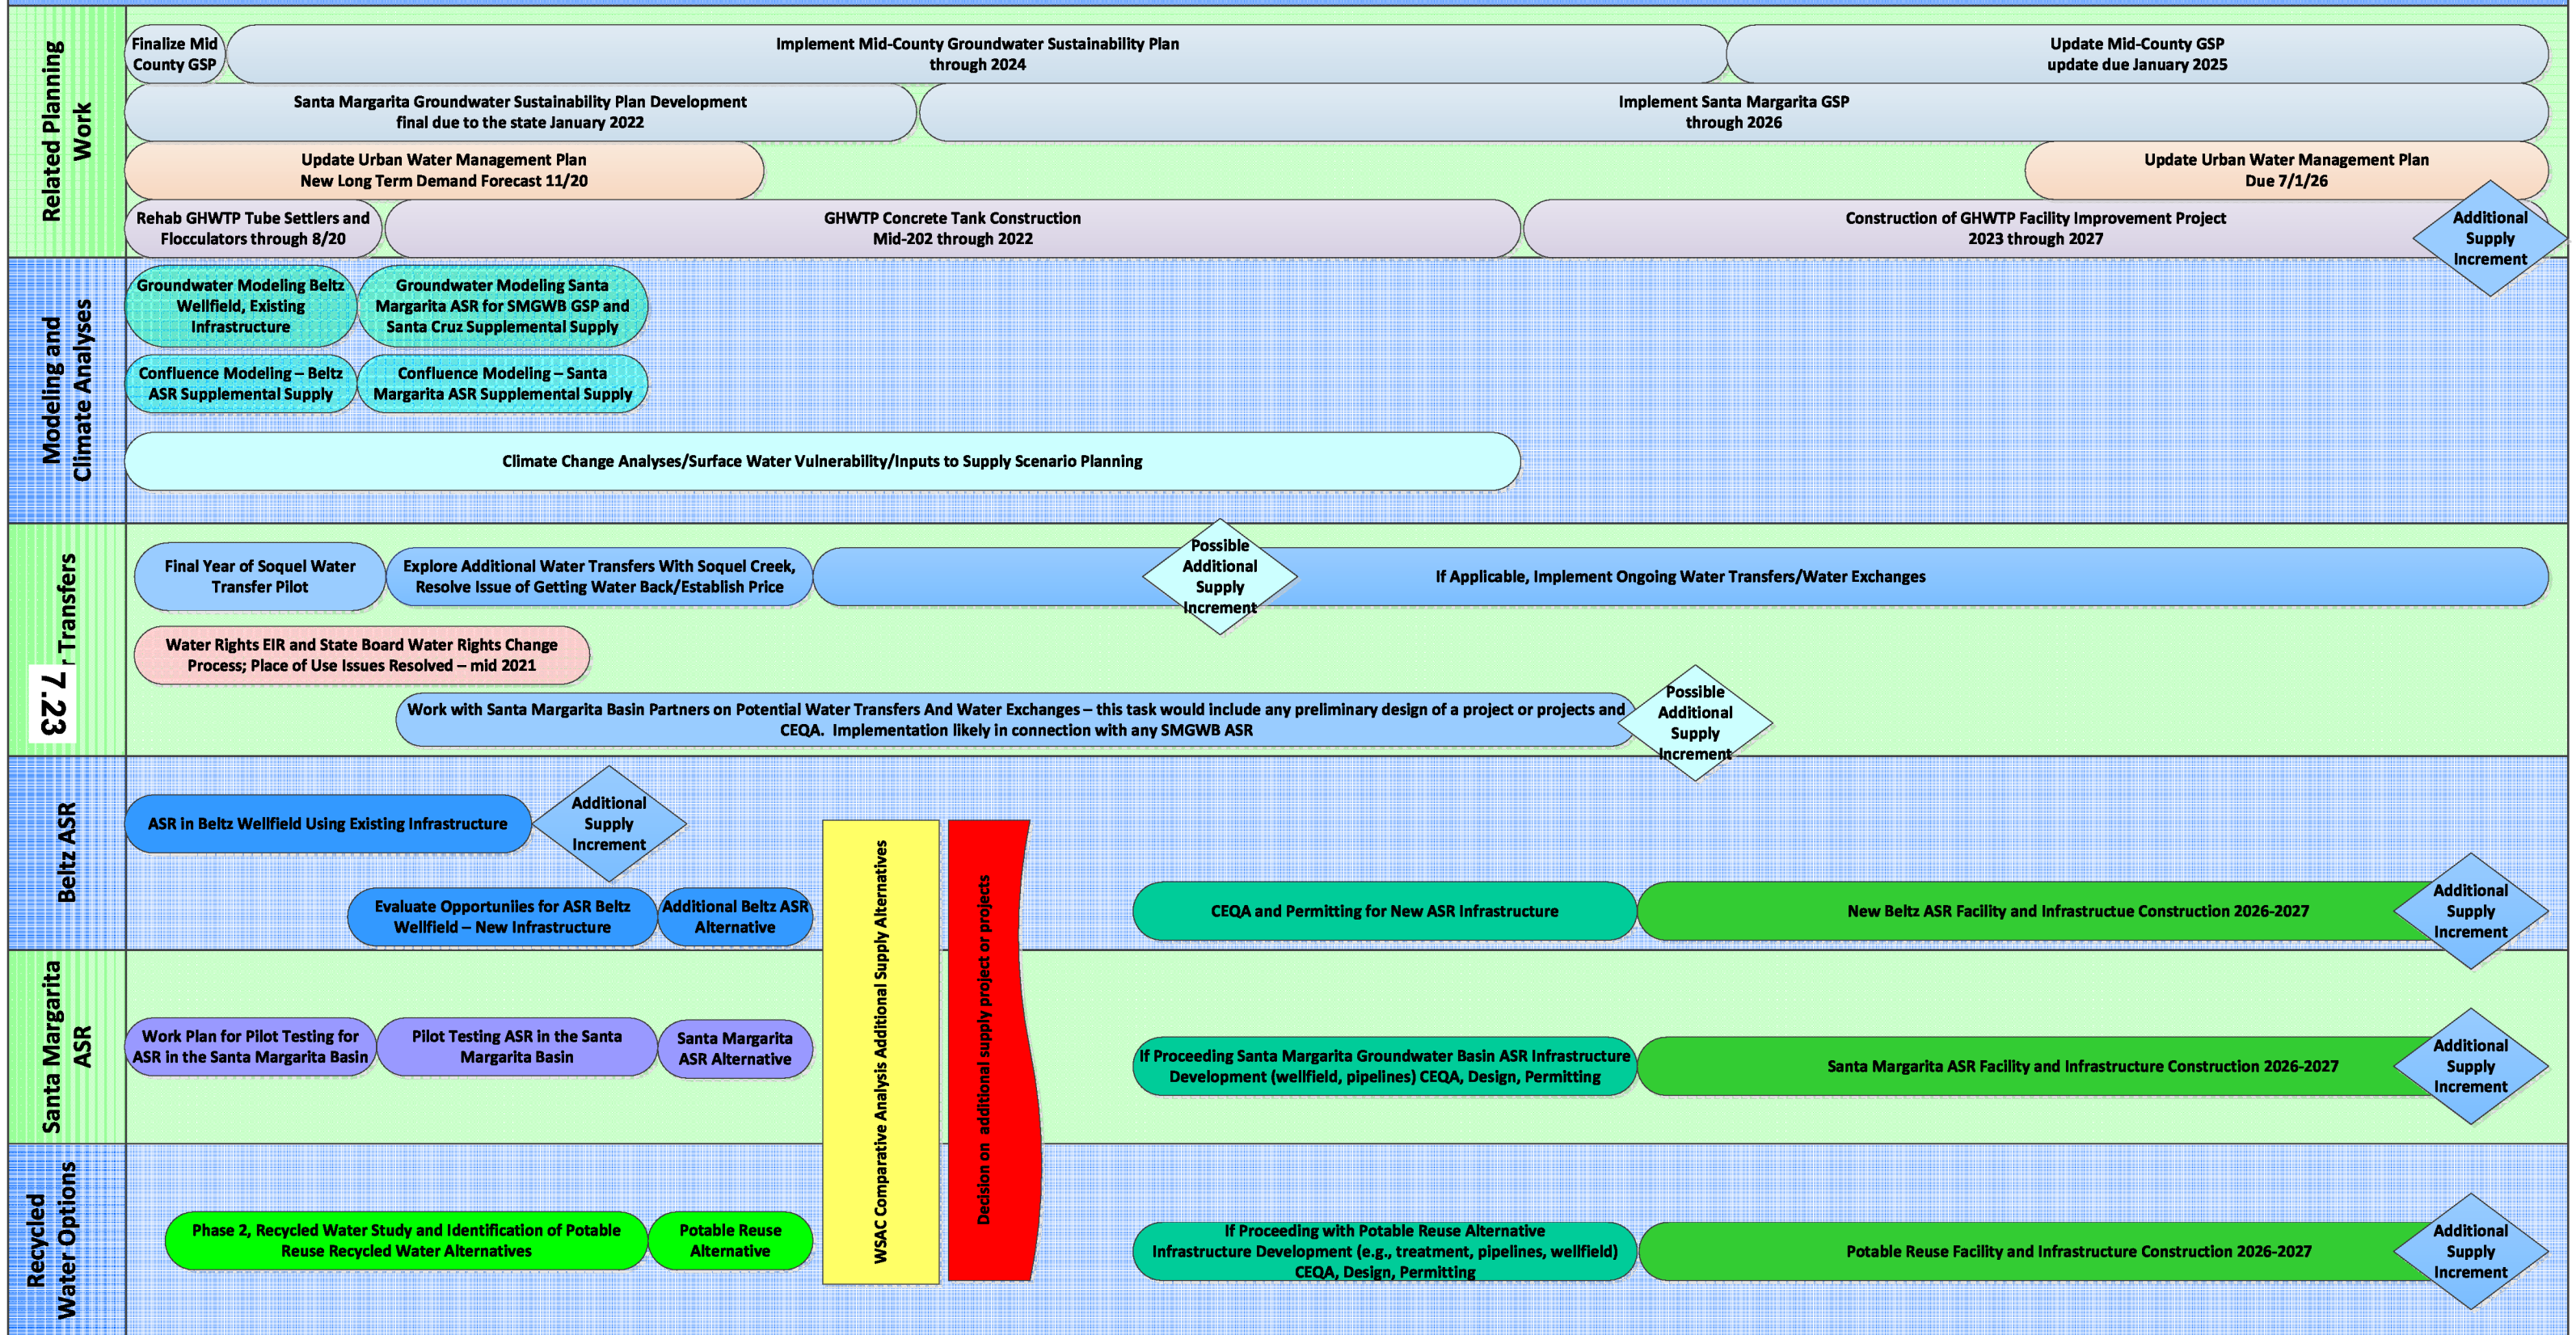 Related Planning
Work
Finalize Mid
County GSP
Implement Mid-County Groundwater Sustainability Plan
through 2024
Update Mid-County GSP
update due January 2025
Santa Margarita Groundwater Sustainability Plan Development
final due to the state January 2022
Implement Santa Margarita GSP
through 2026
Update Urban Water Management Plan
New Long Term Demand Forecast 11/20
Update Urban Water Management Plan
Due 7/1/26
Rehab GHWTP Tube Settlers and
Flocculators through 8/20
GHWTP Concrete Tank Construction
Mid-202 through 2022
Construction of GHWTP Facility Improvement Project
2023 through 2027
Additional
Supply
Increment
Modeling and
Climate Analyses
Groundwater Modeling Beltz
Wellfield, Existing
Infrastructure
Groundwater Modeling Santa
Margarita ASR for SMGWB GSP and
Santa Cruz Supplemental Supply
Confluence Modeling – Beltz
ASR Supplemental Supply
Confluence Modeling – Santa
Margarita ASR Supplemental Supply
Climate Change Analyses/Surface Water Vulnerability/Inputs to Supply Scenario Planning
r Transfers
7.23
Final Year of Soquel Water
Transfer Pilot
Explore Additional Water Transfers With Soquel Creek,
Resolve Issue of Getting Water Back/Establish Price
Possible
Additional
Supply
Increment
If Applicable, Implement Ongoing Water Transfers/Water Exchanges
Water Rights EIR and State Board Water Rights Change
Process; Place of Use Issues Resolved – mid 2021
Work with Santa Margarita Basin Partners on Potential Water Transfers And Water Exchanges – this task would include any preliminary design of a project or projects and
CEQA.  Implementation likely in connection with any SMGWB ASR
Possible
Additional
Supply
Increment
Beltz ASR
ASR in Beltz Wellfield Using Existing Infrastructure
Additional
Supply
Increment
Evaluate Opportuniies for ASR Beltz
Wellfield – New Infrastructure
Additional Beltz ASR
Alternative
WSAC Comparative Analysis Additional Supply Alternatives
Decision on  additional supply project or projects
CEQA and Permitting for New ASR Infrastructure
New Beltz ASR Facility and Infrastructue Construction 2026-2027
Additional
Supply
Increment
Santa Margarita
ASR
Work Plan for Pilot Testing for
ASR in the Santa Margarita Basin
Pilot Testing ASR in the Santa
Margarita Basin
Santa Margarita
ASR Alternative
If Proceeding Santa Margarita Groundwater Basin ASR Infrastructure
Development (wellfield, pipelines) CEQA, Design, Permitting
Santa Margarita ASR Facility and Infrastructure Construction 2026-2027
Additional
Supply
Increment
Recycled
Water Options
Phase 2, Recycled Water Study and Identification of Potable
Reuse Recycled Water Alternatives
Potable Reuse
Alternative
If Proceeding with Potable Reuse Alternative
Infrastructure Development (e.g., treatment, pipelines, wellfield)
CEQA, Design, Permitting
Potable Reuse Facility and Infrastructure Construction 2026-2027
Additional
Supply
Increment